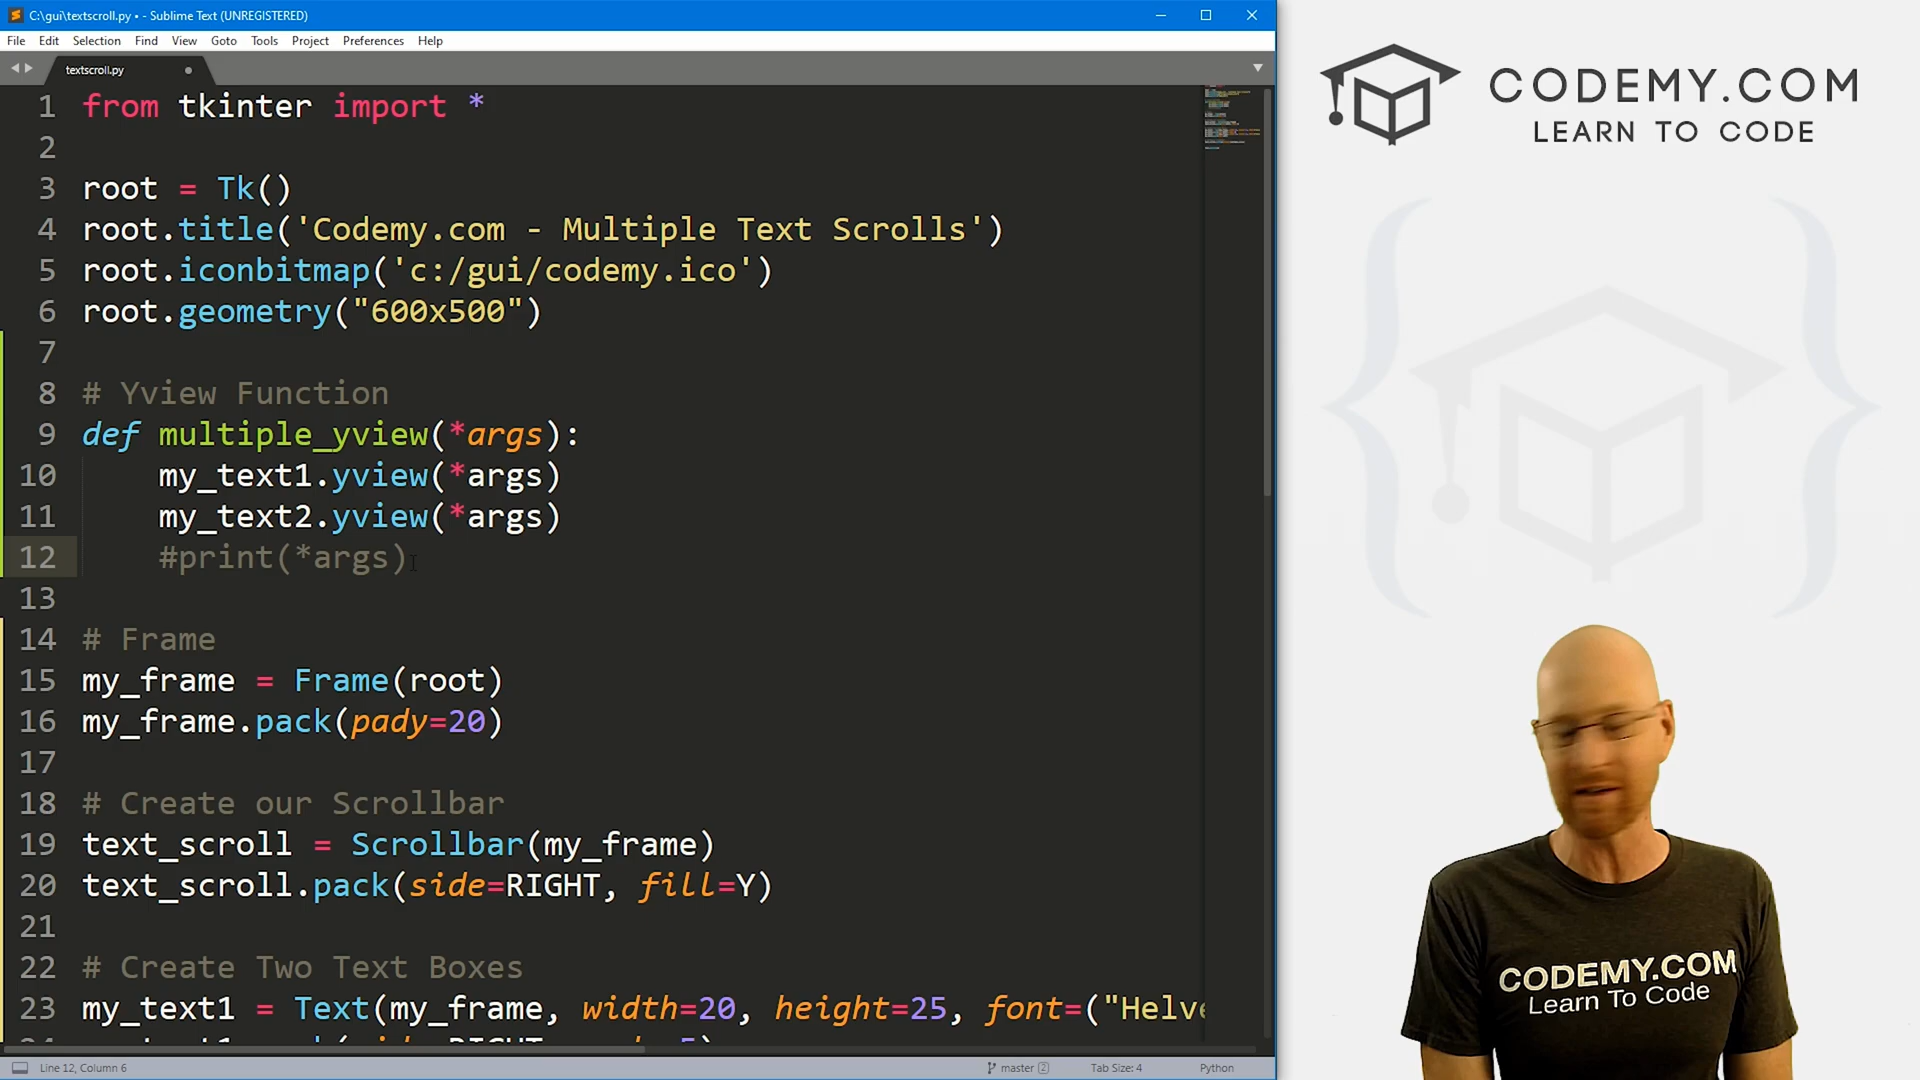 C:\gui\textscroll.py • - Sublime Text (UNREGISTERED)
File Edit Selection Find View Goto Tools Project Preferences Help
textscroll.py
1 from tkinter import *
2
3 root = Tk()
4 root.title('Codemy.com - Multiple Text Scrolls')
5 root.iconbitmap('c:/gui/codemy.ico')
6 root.geometry("600x500")
7
8 # Yview Function
9 def multiple_yview(*args):
10 my_text1.yview(*args)
11 my_text2.yview(*args)
12 #print(*args)
13
14 # Frame
15 my_frame = Frame(root)
16 my_frame.pack(pady=20)
17
18 # Create our Scrollbar
19 text_scroll = Scrollbar(my_frame)
20 text_scroll.pack(side=RIGHT, fill=Y)
21
22 # Create Two Text Boxes
23 my_text1 = Text(my_frame, width=20, height=25, font=("Helve
Line 12, Column 6
master 2
Tab Size: 4
Python
CODEMY.COM
LEARN TO CODE
CODEMY.COM
Learn To Code